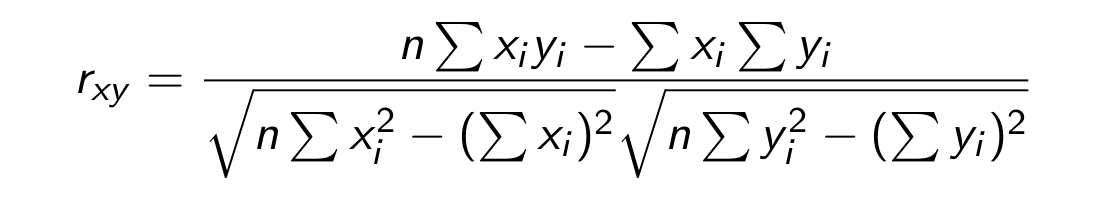 r_{xy} = \frac{n \sum x_i y_i - \sum x_i \sum y_i}{\sqrt{n \sum x_i^2 - (\sum x_i)^2} \sqrt{n \sum y_i^2 - (\sum y_i)^2}}